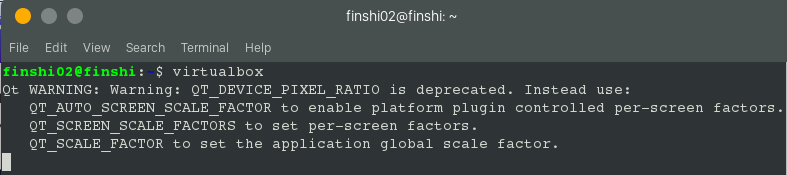 finshi02@finshi: ~
File Edit View Search Terminal Help
finshi02@finshi:~$ virtualbox
Qt WARNING: Warning: QT_DEVICE_PIXEL_RATIO is deprecated. Instead use:
QT_AUTO_SCREEN_SCALE_FACTOR to enable platform plugin controlled per-screen factors.
QT_SCREEN_SCALE_FACTORS to set per-screen factors.
QT_SCALE_FACTOR to set the application global scale factor.